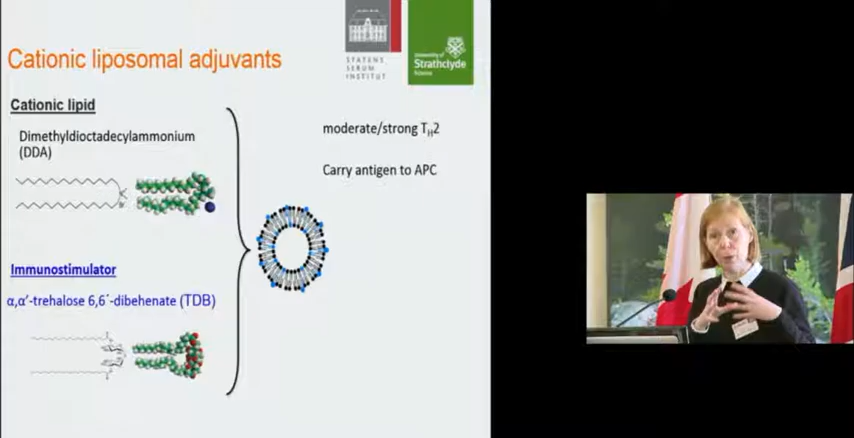 Cationic liposomal adjuvants
STATENS
SERUM
INSTITUT
University of
Strathclyde
Science
Cationic lipid
Dimethyldioctadecylammonium
(DDA)
moderate/strong TH2
Carry antigen to APC
Immunostimulator
α,α’-trehalose 6,6´-dibehenate (TDB)